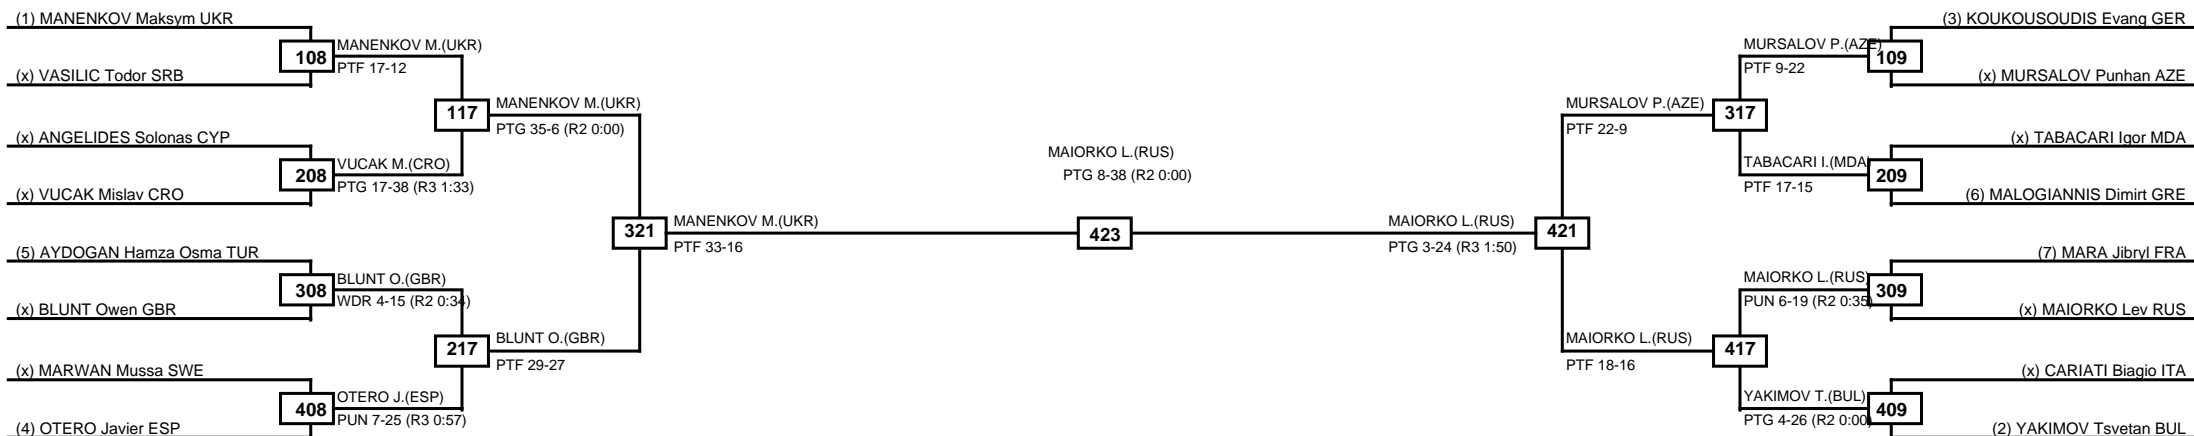 (1) MANENKOV Maksym UKR
(3) KOUKOUSOUDIS Evang GER
108
MANENKOV M.(UKR)
PTF 17-12
MURSALOV P.(AZE)
PTF 9-22
109
(x) VASILIC Todor SRB
(x) MURSALOV Punhan AZE
117
MANENKOV M.(UKR)
PTG 35-6 (R2 0:00)
MURSALOV P.(AZE)
PTF 22-9
317
(x) ANGELIDES Solonas CYP
(x) TABACARI Igor MDA
208
VUCAK M.(CRO)
PTG 17-38 (R3 1:33)
MAIORKO L.(RUS)
PTG 8-38 (R2 0:00)
TABACARI I.(MDA)
PTF 17-15
209
(x) VUCAK Mislav CRO
(6) MALOGIANNIS Dimirt GRE
321
MANENKOV M.(UKR)
PTF 33-16
423
MAIORKO L.(RUS)
PTG 3-24 (R3 1:50)
421
(5) AYDOGAN Hamza Osma TUR
(7) MARA Jibryl FRA
308
BLUNT O.(GBR)
WDR 4-15 (R2 0:34)
MAIORKO L.(RUS)
PUN 6-19 (R2 0:35)
309
(x) BLUNT Owen GBR
(x) MAIORKO Lev RUS
217
BLUNT O.(GBR)
PTF 29-27
MAIORKO L.(RUS)
PTF 18-16
417
(x) MARWAN Mussa SWE
(x) CARIATI Biagio ITA
408
OTERO J.(ESP)
PUN 7-25 (R3 0:57)
YAKIMOV T.(BUL)
PTG 4-26 (R2 0:00)
409
(4) OTERO Javier ESP
(2) YAKIMOV Tsvetan BUL